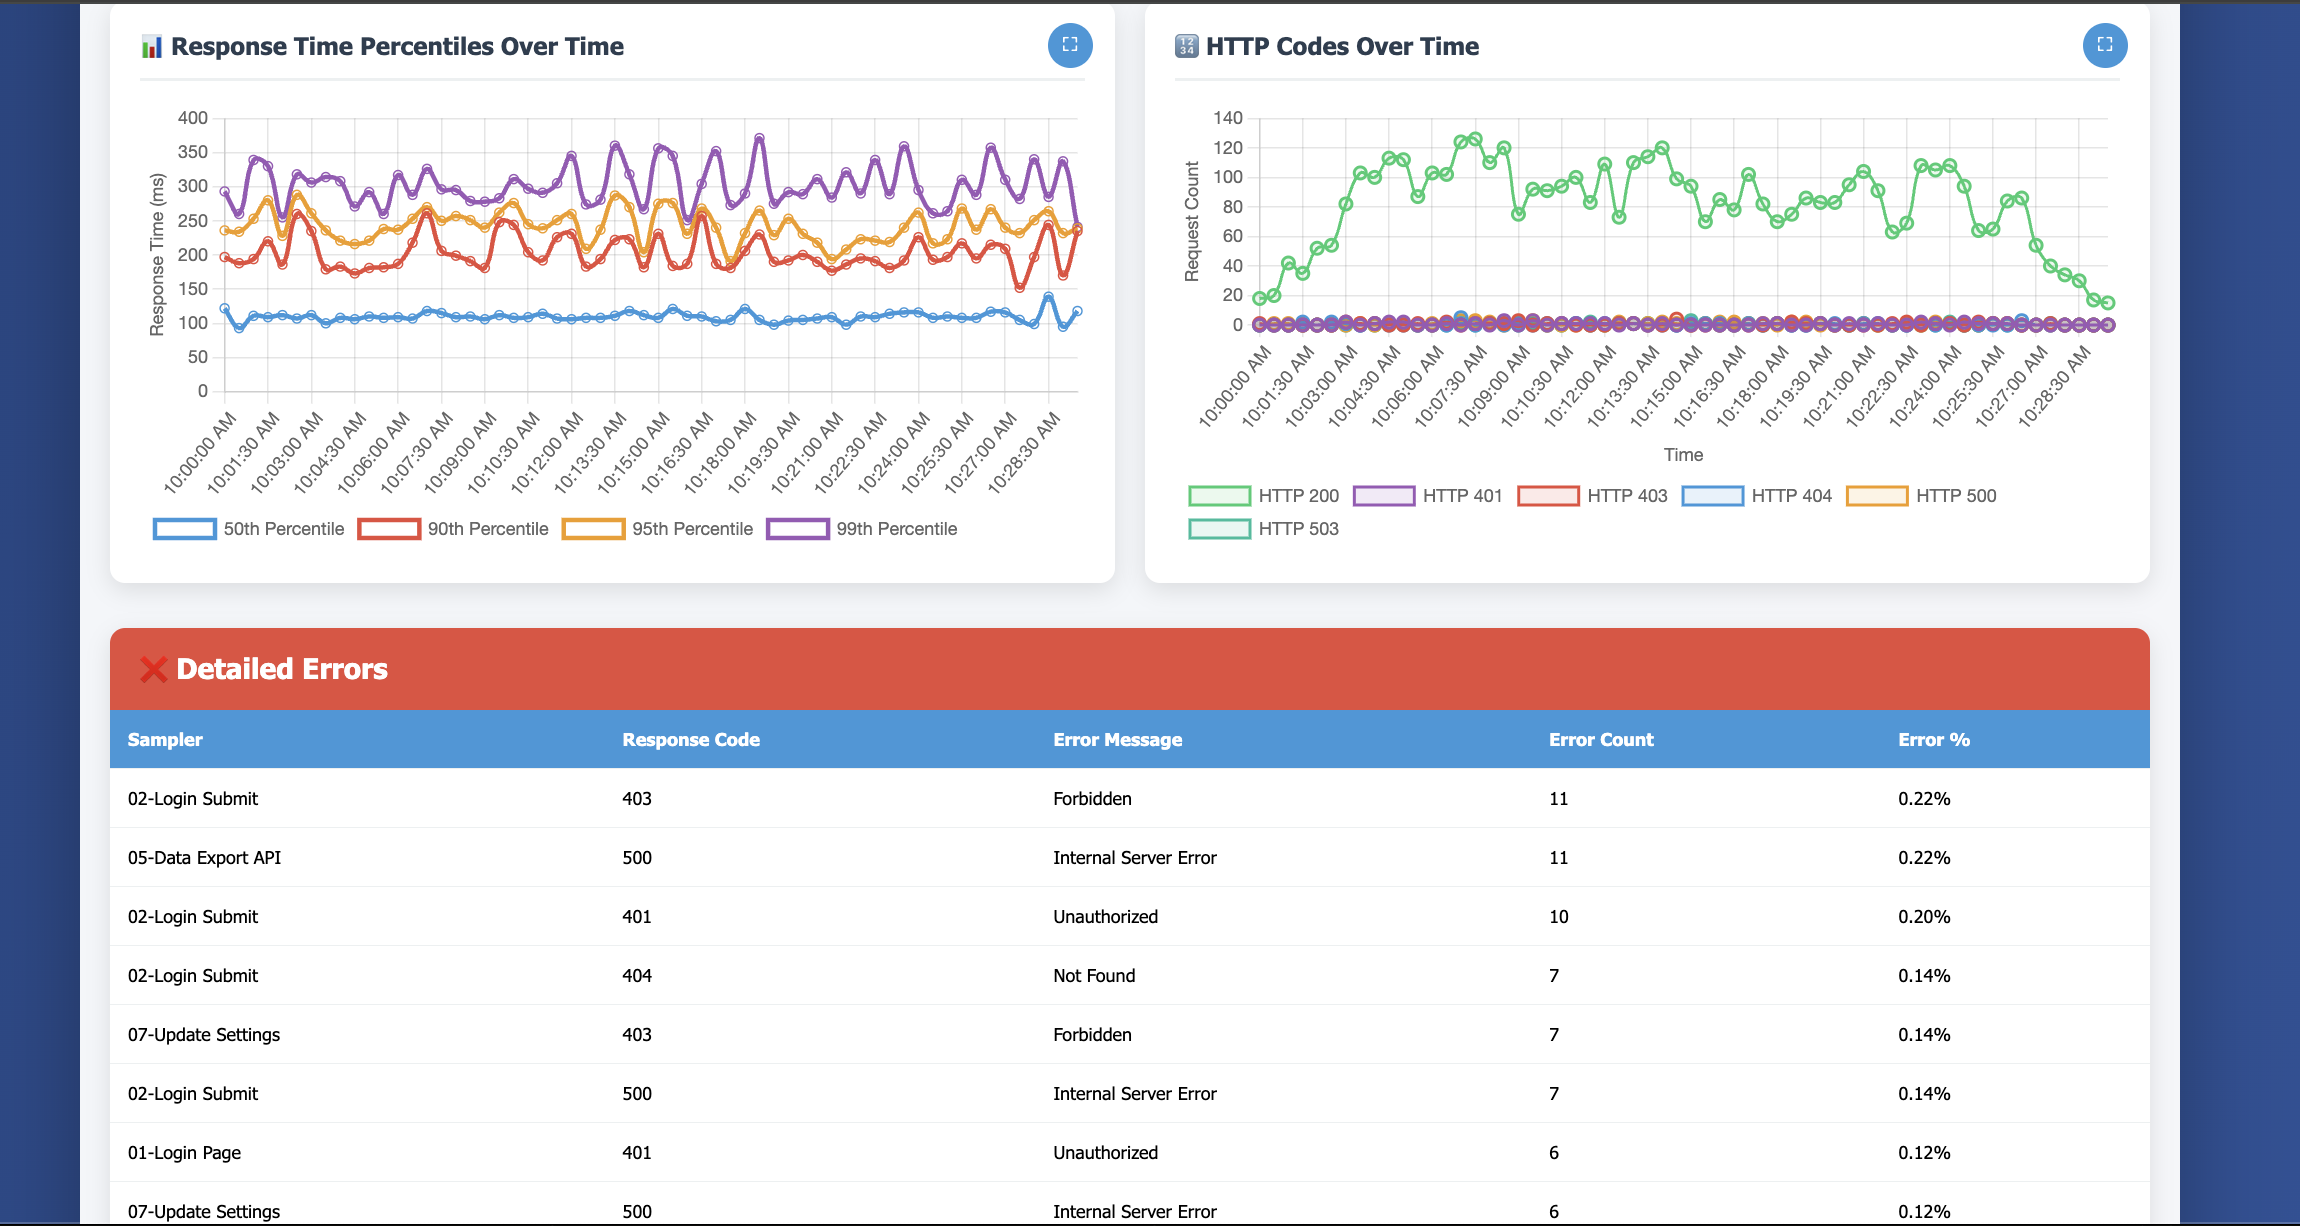 Response Time Percentiles Over Time
1234 HTTP Codes Over Time
Response Time (ms)
400
350
300
250
200
150
100
50
0
10:00:00 AM
10:01:30 AM
10:03:00 AM
10:04:30 AM
10:06:00 AM
10:07:30 AM
10:09:00 AM
10:10:30 AM
10:12:00 AM
10:13:30 AM
10:15:00 AM
10:16:30 AM
10:18:00 AM
10:19:30 AM
10:21:00 AM
10:22:30 AM
10:24:00 AM
10:25:30 AM
10:27:00 AM
10:28:30 AM
50th Percentile 90th Percentile 95th Percentile 99th Percentile
Request Count
140
120
100
80
60
40
20
0
10:00:00 AM
10:01:30 AM
10:03:00 AM
10:04:30 AM
10:06:00 AM
10:07:30 AM
10:09:00 AM
10:10:30 AM
10:12:00 AM
10:13:30 AM
10:15:00 AM
10:16:30 AM
10:18:00 AM
10:19:30 AM
10:21:00 AM
10:22:30 AM
10:24:00 AM
10:25:30 AM
10:27:00 AM
10:28:30 AM
Time
HTTP 200 HTTP 401 HTTP 403 HTTP 404 HTTP 500
HTTP 503
Detailed Errors
Sampler Response Code Error Message Error Count Error %
02-Login Submit 403 Forbidden 11 0.22%
05-Data Export API 500 Internal Server Error 11 0.22%
02-Login Submit 401 Unauthorized 10 0.20%
02-Login Submit 404 Not Found 7 0.14%
07-Update Settings 403 Forbidden 7 0.14%
02-Login Submit 500 Internal Server Error 7 0.14%
01-Login Page 401 Unauthorized 6 0.12%
07-Update Settings 500 Internal Server Error 6 0.12%